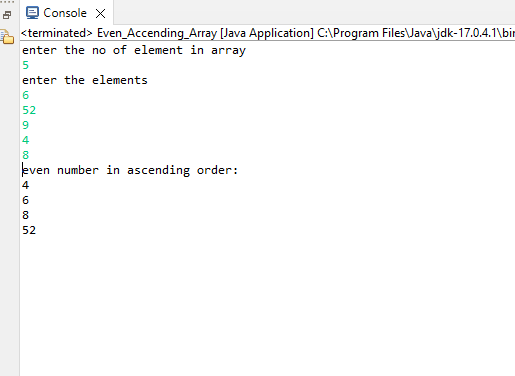 Console
<terminated> Even_Accending_Array [Java Application] C:\Program Files\Java\jdk-17.0.4.1\bin
enter the no of element in array
5
enter the elements
6
52
9
4
8
even number in ascending order:
4
6
8
52